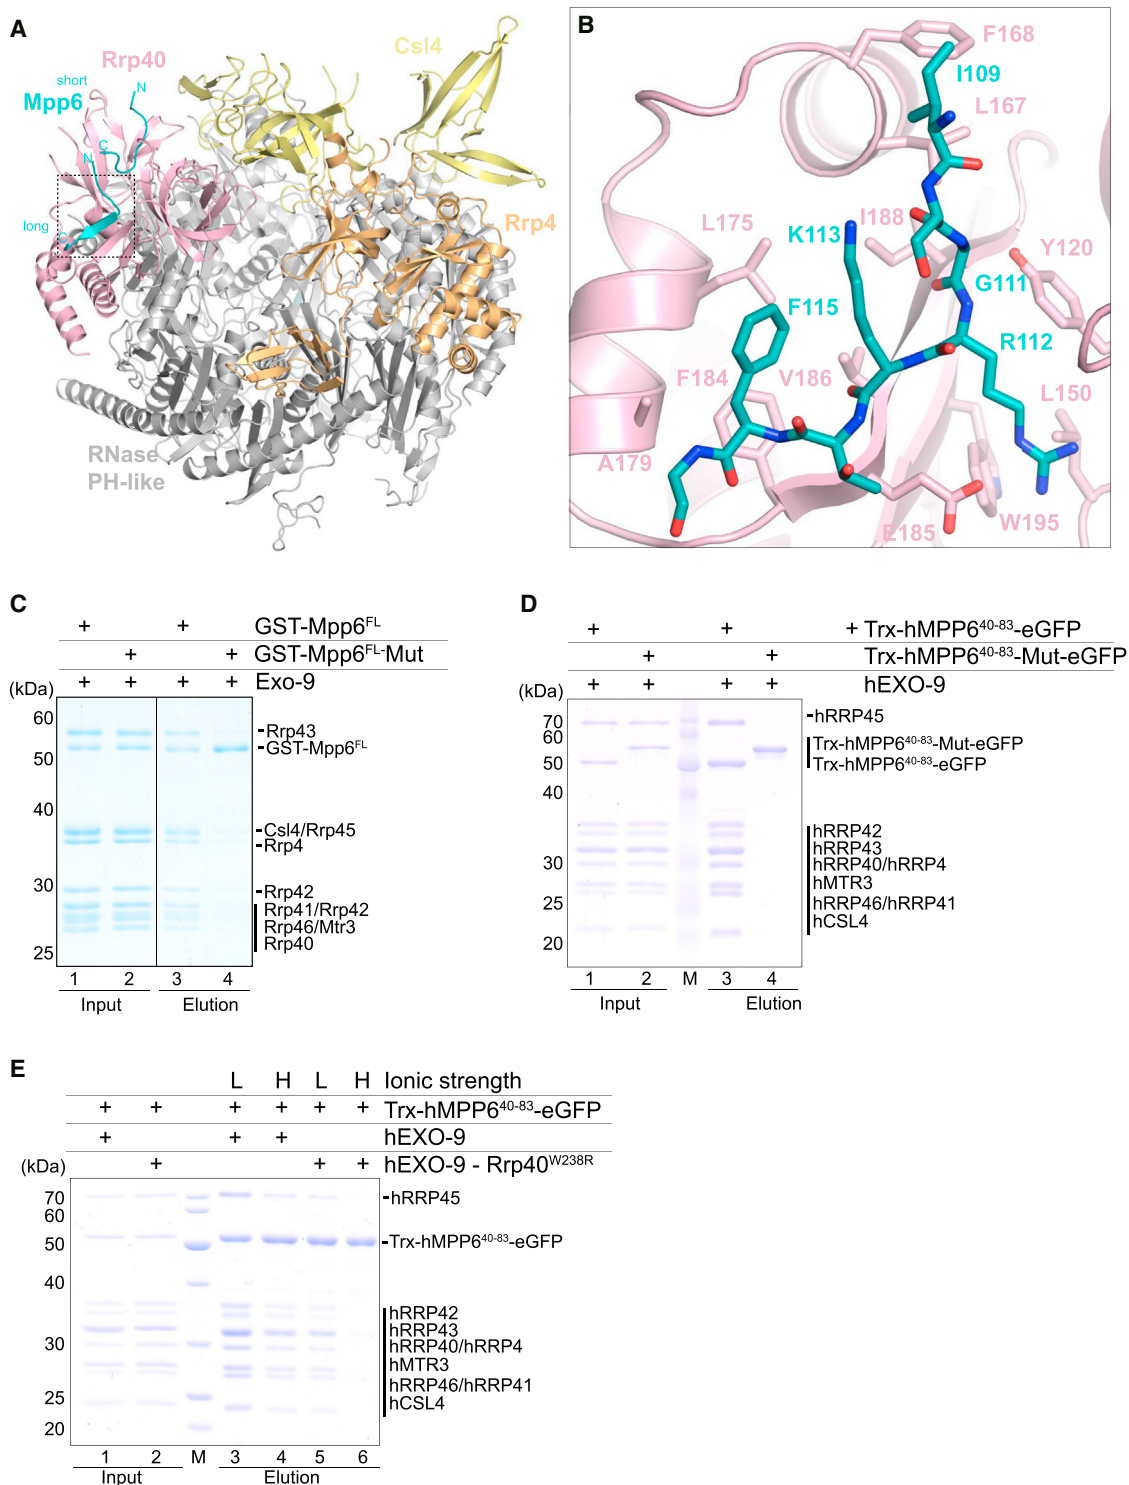 A
Rrp40
short
Mpp6
N
C
N
long
C
Csl4
Rrp4
RNase
PH-like
B
F168
I109
L167
L175
K113
I188
Y120
G111
F115
R112
F184
V186
L150
A179
E185
W195
C
+ + GST-Mpp6FL
+ + GST-Mpp6FL-Mut
(kDa) + + + + Exo-9
60
50
40
30
25
Rrp43
GST-Mpp6FL
Csl4/Rrp45
Rrp4
Rrp42
Rrp41/Rrp42
Rrp46/Mtr3
Rrp40
1 2 3 4
Input Elution
D
+ + + Trx-hMPP640-83-eGFP
+ + Trx-hMPP640-83-Mut-eGFP
(kDa) + + + + hEXO-9
70
60
50
40
30
25
20
hRRP45
Trx-hMPP640-83-Mut-eGFP
Trx-hMPP640-83-eGFP
hRRP42
hRRP43
hRRP40/hRRP4
hMTR3
hRRP46/hRRP41
hCSL4
1 2 M 3 4
Input Elution
E
L H L H Ionic strength
+ + + + + + Trx-hMPP640-83-eGFP
+ + + hEXO-9
(kDa) + + + hEXO-9 - Rrp40W238R
70
60
50
40
30
25
20
hRRP45
Trx-hMPP640-83-eGFP
hRRP42
hRRP43
hRRP40/hRRP4
hMTR3
hRRP46/hRRP41
hCSL4
1 2 M 3 4 5 6
Input Elution